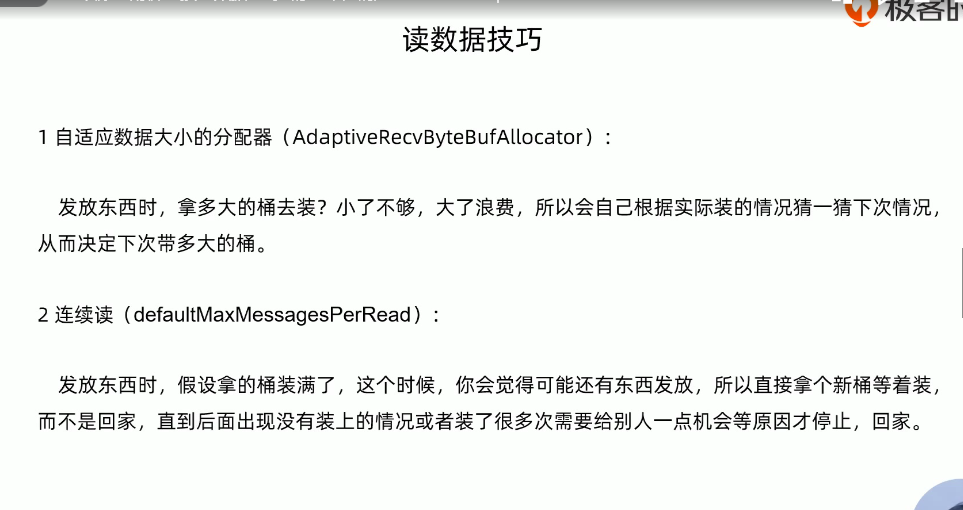 极客时
读数据技巧
1 自适应数据大小的分配器（AdaptiveRecvByteBufAllocator）：
发放东西时，拿多大的桶去装？小了不够，大了浪费，所以会自己根据实际装的情况猜一猜下次情况，
从而决定下次带多大的桶。
2 连续读（defaultMaxMessagesPerRead）：
发放东西时，假设拿的桶装满了，这个时候，你会觉得可能还有东西发放，所以直接拿个新桶等着装，
而不是回家，直到后面出现没有装上的情况或者装了很多次需要给别人一点机会等原因才停止，回家。